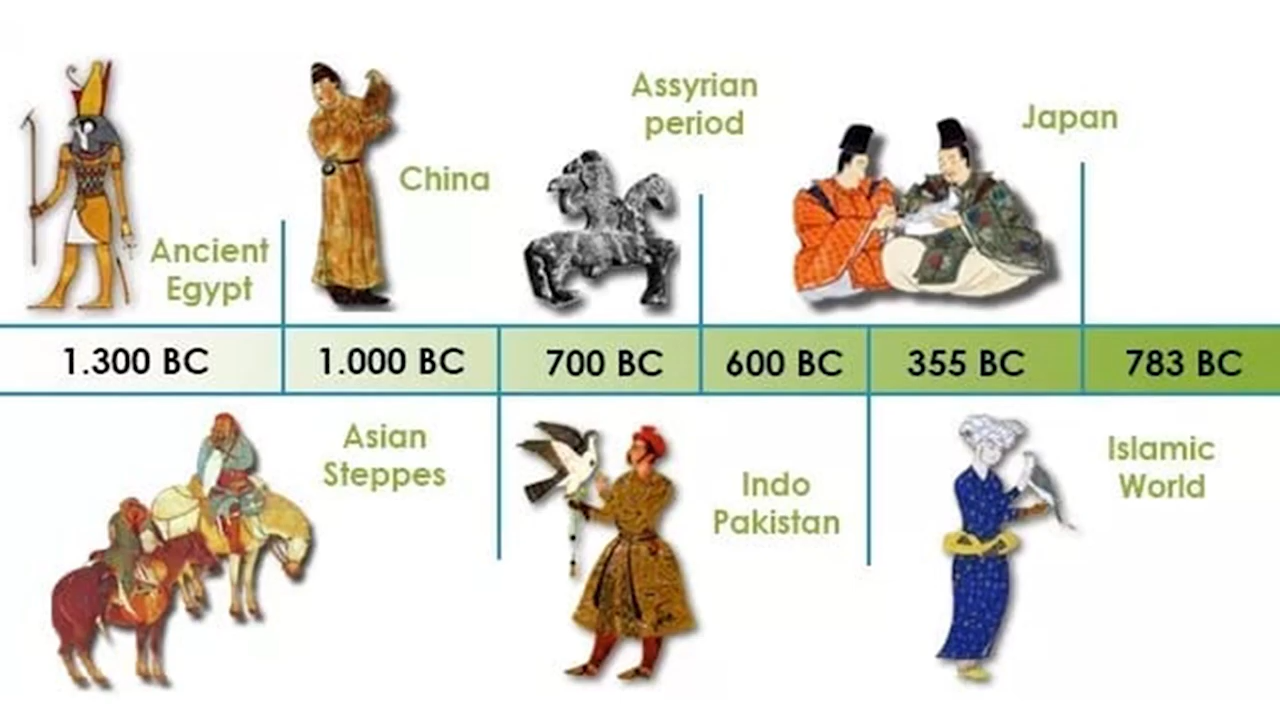 Assyrian
period
Japan
China
Ancient
Egypt
1.300 BC
1.000 BC
700 BC
600 BC
355 BC
783 BC
Asian
Steppes
Indo
Pakistan
Islamic
World